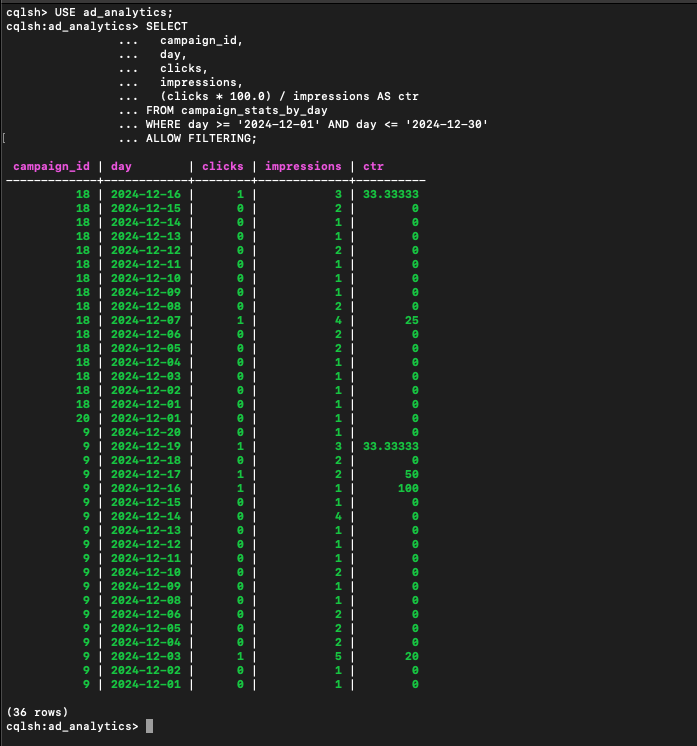 cqlsh> USE ad_analytics;
cqlsh:ad_analytics> SELECT
                ...   campaign_id,
                ...   day,
                ...   clicks,
                ...   impressions,
                ...   (clicks * 100.0) / impressions AS ctr
                ... FROM campaign_stats_by_day
                ... WHERE day >= '2024-12-01' AND day <= '2024-12-30'
[               ... ALLOW FILTERING;

 campaign_id | day        | clicks | impressions | ctr
-------------+------------+--------+-------------+----------
          18 | 2024-12-16 |      1 |           3 | 33.33333
          18 | 2024-12-15 |      0 |           2 |        0
          18 | 2024-12-14 |      0 |           1 |        0
          18 | 2024-12-13 |      0 |           1 |        0
          18 | 2024-12-12 |      0 |           2 |        0
          18 | 2024-12-11 |      0 |           1 |        0
          18 | 2024-12-10 |      0 |           1 |        0
          18 | 2024-12-09 |      0 |           1 |        0
          18 | 2024-12-08 |      0 |           2 |        0
          18 | 2024-12-07 |      1 |           4 |       25
          18 | 2024-12-06 |      0 |           2 |        0
          18 | 2024-12-05 |      0 |           2 |        0
          18 | 2024-12-04 |      0 |           1 |        0
          18 | 2024-12-03 |      0 |           1 |        0
          18 | 2024-12-02 |      0 |           1 |        0
          18 | 2024-12-01 |      0 |           1 |        0
          20 | 2024-12-01 |      0 |           1 |        0
           9 | 2024-12-20 |      0 |           1 |        0
           9 | 2024-12-19 |      1 |           3 | 33.33333
           9 | 2024-12-18 |      0 |           2 |        0
           9 | 2024-12-17 |      1 |           2 |       50
           9 | 2024-12-16 |      1 |           1 |      100
           9 | 2024-12-15 |      0 |           1 |        0
           9 | 2024-12-14 |      0 |           4 |        0
           9 | 2024-12-13 |      0 |           1 |        0
           9 | 2024-12-12 |      0 |           1 |        0
           9 | 2024-12-11 |      0 |           1 |        0
           9 | 2024-12-10 |      0 |           2 |        0
           9 | 2024-12-09 |      0 |           1 |        0
           9 | 2024-12-08 |      0 |           1 |        0
           9 | 2024-12-06 |      0 |           2 |        0
           9 | 2024-12-05 |      0 |           2 |        0
           9 | 2024-12-04 |      0 |           2 |        0
           9 | 2024-12-03 |      1 |           5 |       20
           9 | 2024-12-02 |      0 |           1 |        0
           9 | 2024-12-01 |      0 |           1 |        0

(36 rows)
cqlsh:ad_analytics>